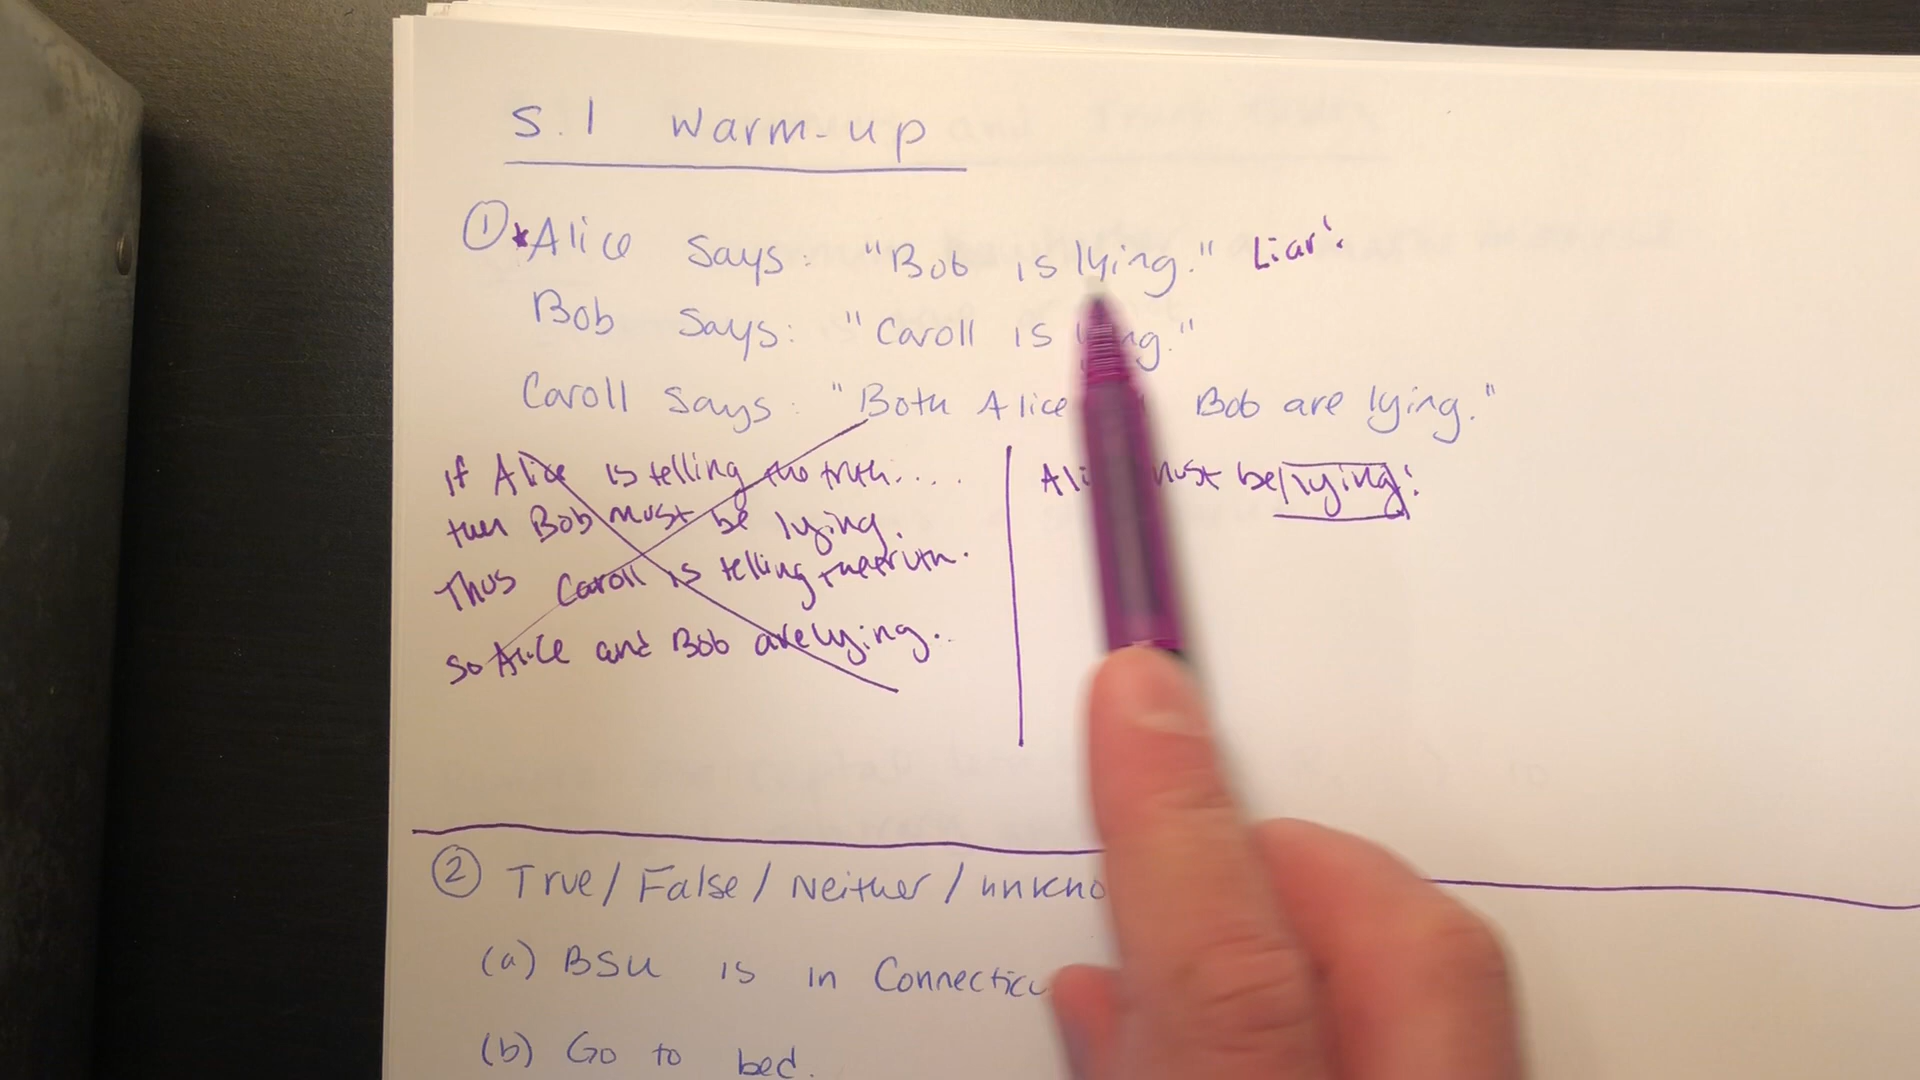 S.1 Warm-up
① *Alice says: "Bob is lying." Liar!
Bob says: "Caroll is lying."
Caroll says: "Both Alice Bob are lying."
If Alice is telling the truth....
then Bob must be lying.
Thus Caroll is telling the truth.
So Alice and Bob are lying.
must be lying!
② True/False/Neither/
(a) BSU is in
(b) Go to bed.